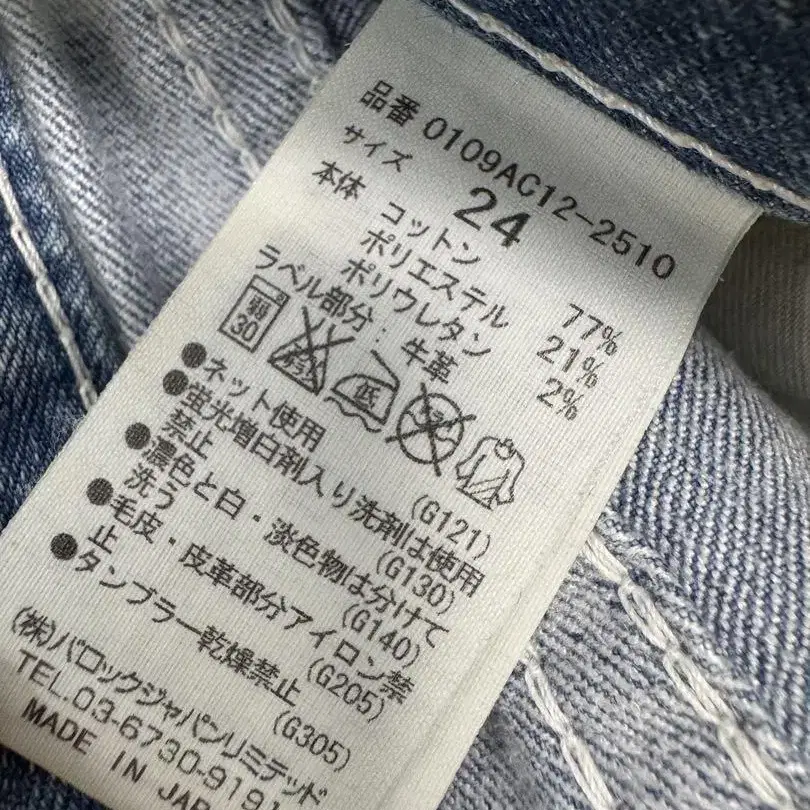 品番 0109AC12-2510
サイズ 24
本体 コットン 77%
ポリエステル 21%
ポリウレタン 2%
ラベル部分:牛革
弱 30 低
●ネット使用 (G121)
●蛍光増白剤入り洗剤は使用
禁止 (G130)
●濃色と白・淡色物は分けて
洗う (G140)
●毛皮・皮革部分アイロン禁
止 (G205)
●タンブラー乾燥禁止 (G305)
(株)バロックジャパンリミテッド
TEL.03-6730-9191
MADE IN JAP